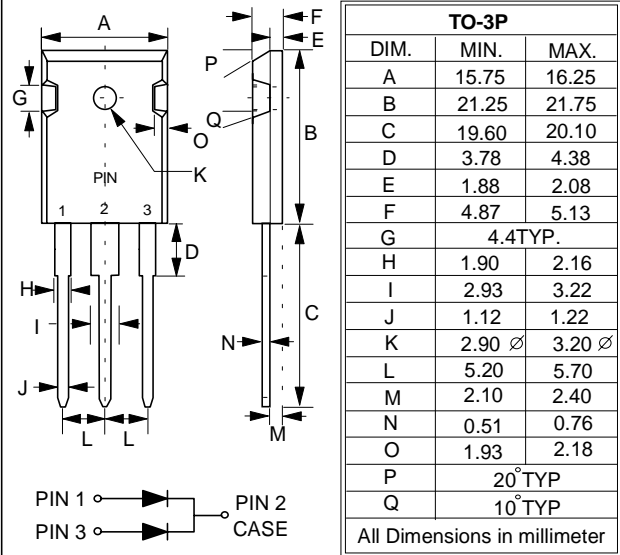 A
F
E
P
G
Q
O
B
K
PIN
1 2 3
D
H
I
C
N
J
L L
M
PIN 1
PIN 2
PIN 3
CASE
TO-3P
DIM. MIN. MAX.
A 15.75 16.25
B 21.25 21.75
C 19.60 20.10
D 3.78 4.38
E 1.88 2.08
F 4.87 5.13
G 4.4TYP.
H 1.90 2.16
I 2.93 3.22
J 1.12 1.22
K 2.90 ∅ 3.20 ∅
L 5.20 5.70
M 2.10 2.40
N 0.51 0.76
O 1.93 2.18
P 20°TYP
Q 10°TYP
All Dimensions in millimeter